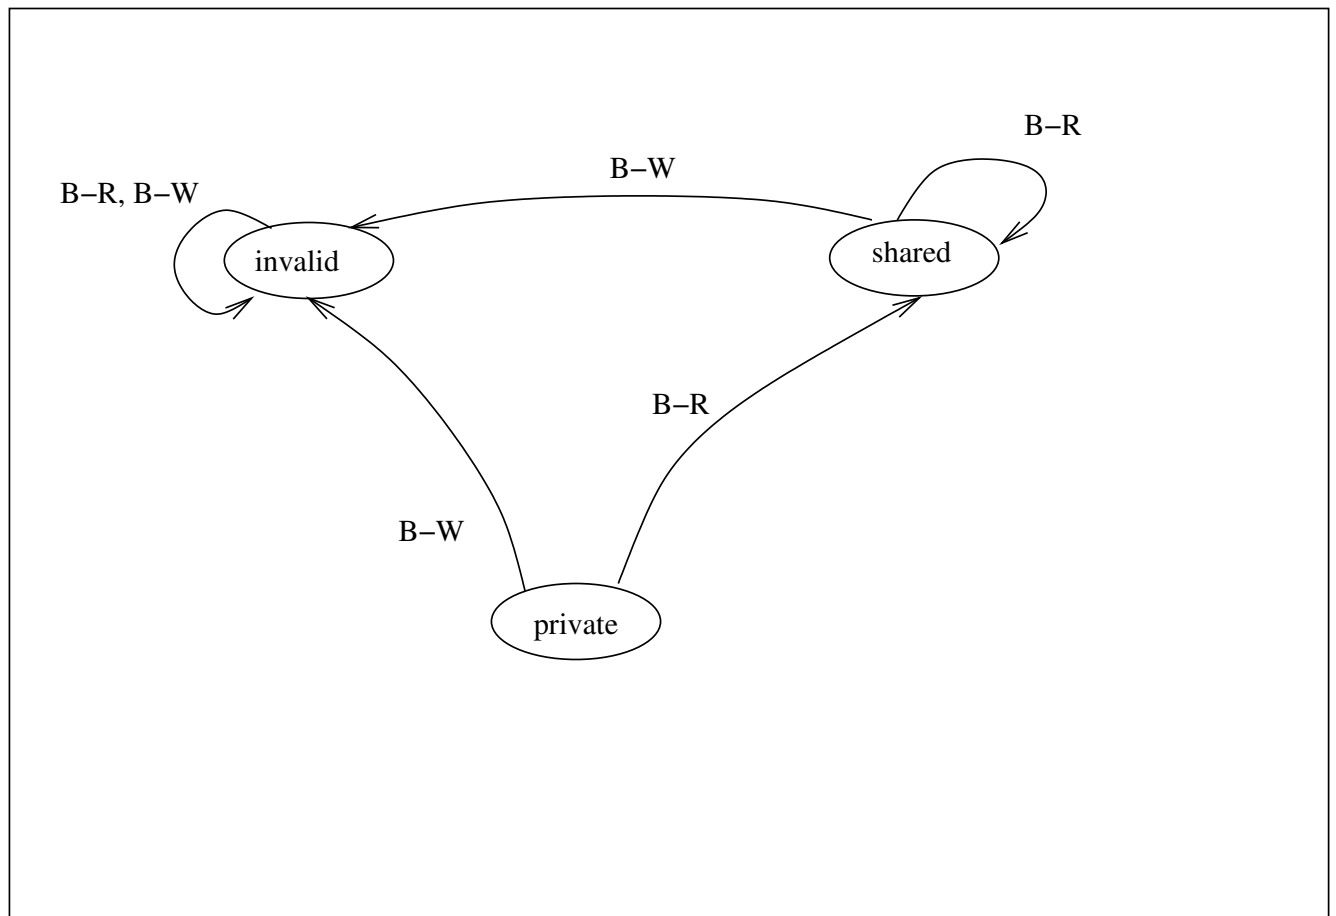 B–R
B–W
B–R, B–W
shared
invalid
B–R
B–W
private